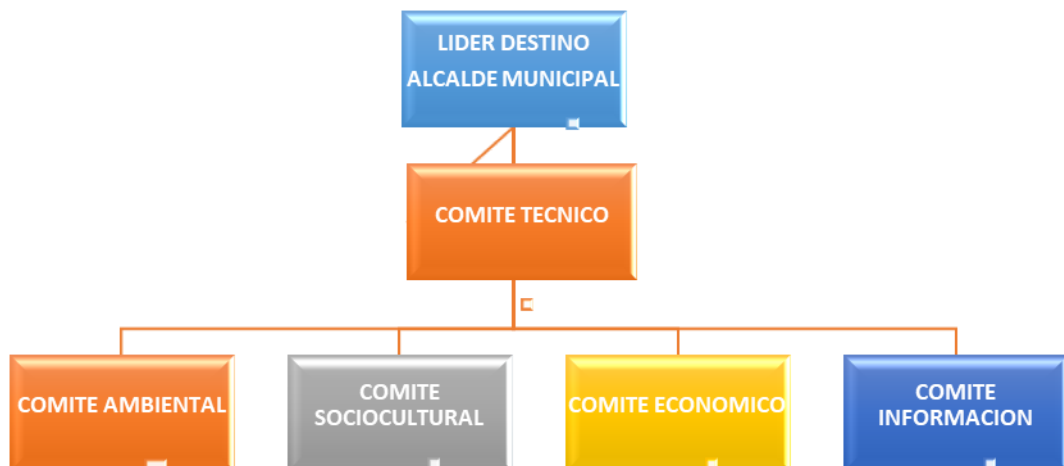 LIDER DESTINO
ALCALDE MUNICIPAL
COMITE TECNICO
COMITE AMBIENTAL
COMITE
SOCIOCULTURAL
COMITE ECONOMICO
COMITE
INFORMACION